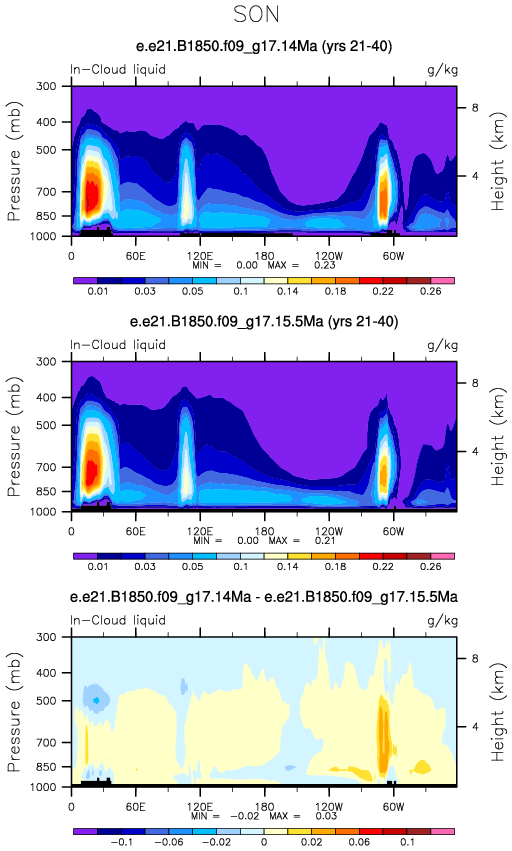 SON
e.e21.B1850.f09_g17.14Ma (yrs 21-40)
In-Cloud liquid g/kg
Pressure (mb)
Height (km)
300
400
500
700
850
1000
8
4
0 60E 120E 180 120W 60W
MIN = 0.00 MAX = 0.23
0.01 0.03 0.05 0.1 0.14 0.18 0.22 0.26
e.e21.B1850.f09_g17.15.5Ma (yrs 21-40)
In-Cloud liquid g/kg
Pressure (mb)
Height (km)
300
400
500
700
850
1000
8
4
0 60E 120E 180 120W 60W
MIN = 0.00 MAX = 0.21
0.01 0.03 0.05 0.1 0.14 0.18 0.22 0.26
e.e21.B1850.f09_g17.14Ma - e.e21.B1850.f09_g17.15.5Ma
In-Cloud liquid g/kg
Pressure (mb)
Height (km)
300
400
500
700
850
1000
8
4
0 60E 120E 180 120W 60W
MIN = -0.02 MAX = 0.03
-0.1 -0.06 -0.02 0 0.02 0.06 0.1